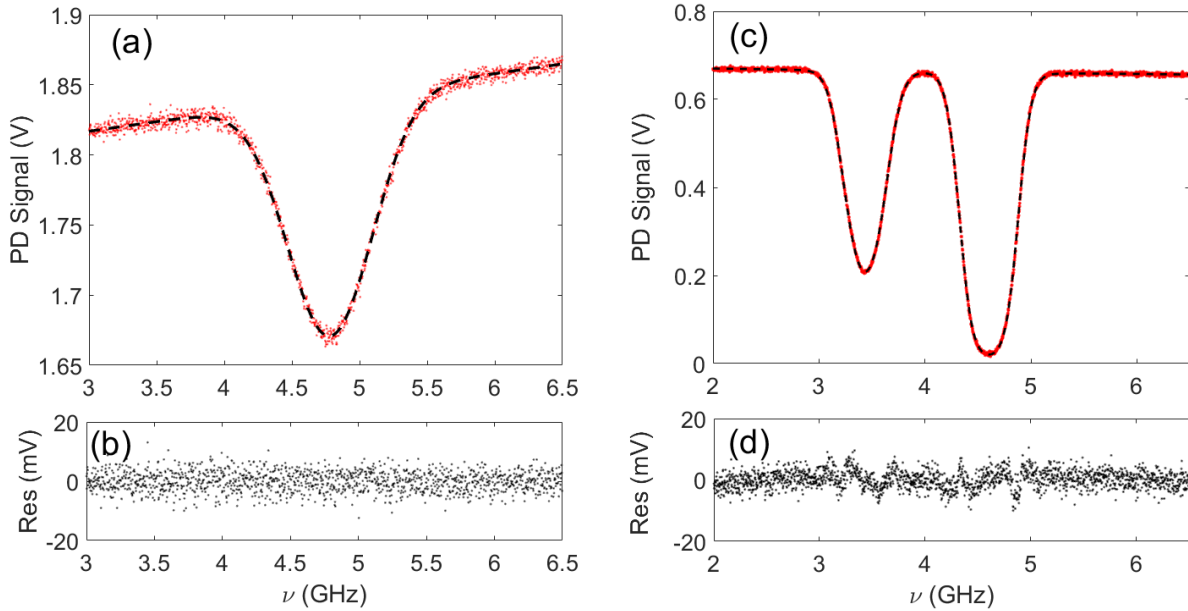 (a)
PD Signal (V)
1.9
1.85
1.8
1.75
1.7
1.65
3 3.5 4 4.5 5 5.5 6 6.5
(b)
Res (mV)
20
0
-20
3 3.5 4 4.5 5 5.5 6 6.5
ν (GHz)
(c)
PD Signal (V)
0.8
0.6
0.4
0.2
0
2 3 4 5 6
(d)
Res (mV)
20
0
-20
2 3 4 5 6
ν (GHz)